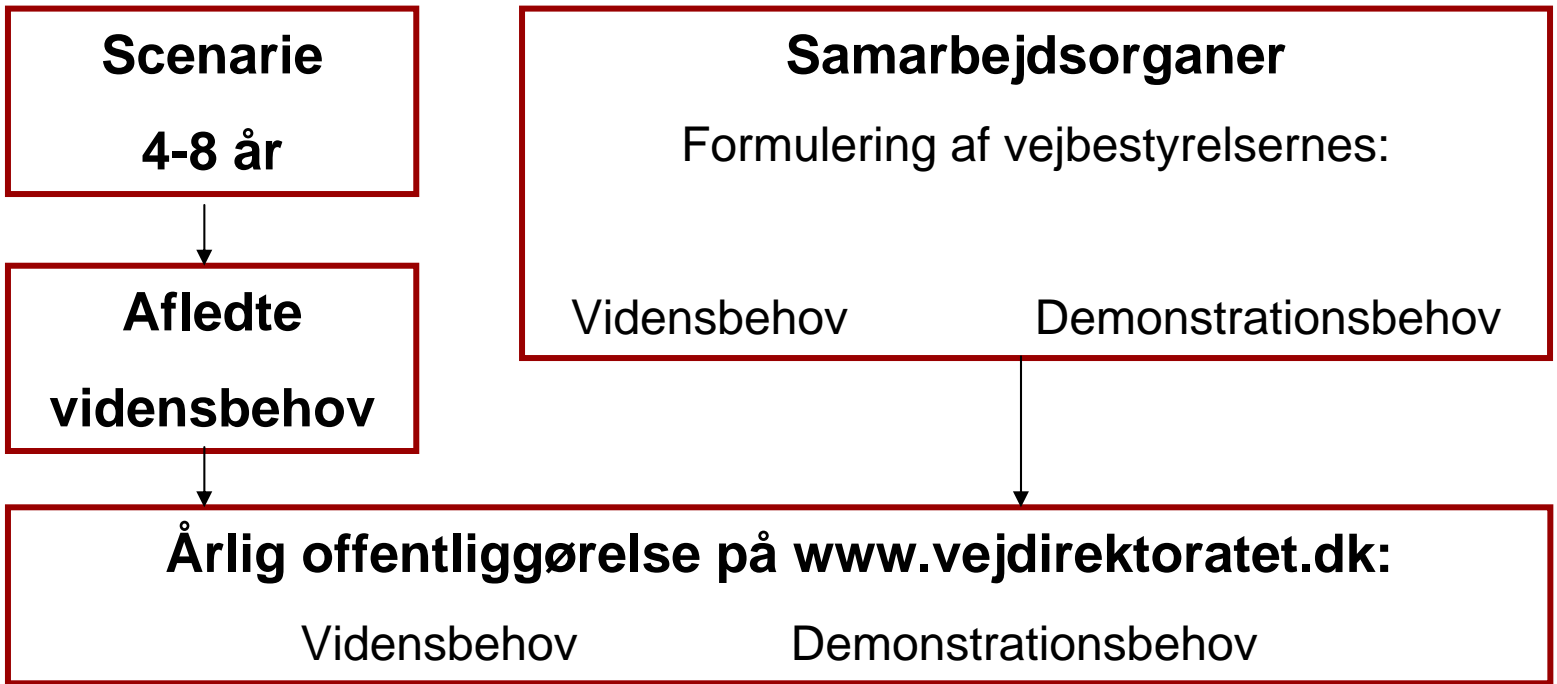 Scenarie
4-8 år
Samarbejdsorganer
Formulering af vejbestyrelsernes:
Vidensbehov Demonstrationsbehov
Afledte
vidensbehov
Årlig offentliggørelse på www.vejdirektoratet.dk:
Vidensbehov Demonstrationsbehov